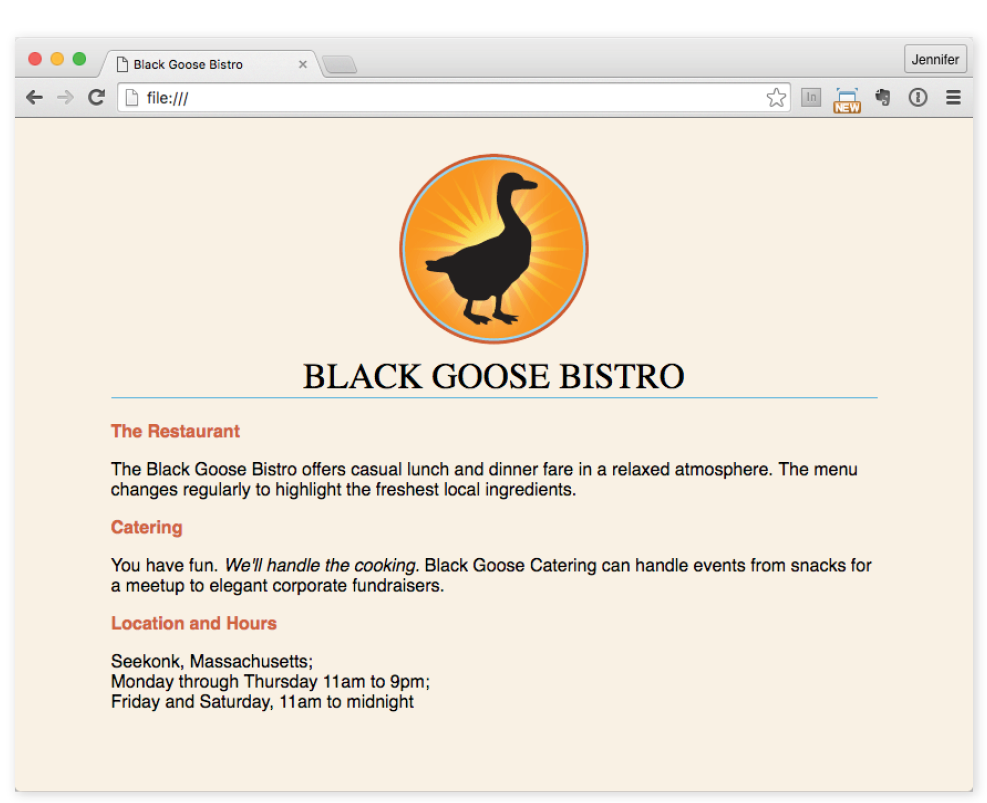 Black Goose Bistro
Jennifer
file:///
In
NEW
BLACK GOOSE BISTRO
The Restaurant
The Black Goose Bistro offers casual lunch and dinner fare in a relaxed atmosphere. The menu
changes regularly to highlight the freshest local ingredients.
Catering
You have fun. We'll handle the cooking. Black Goose Catering can handle events from snacks for
a meetup to elegant corporate fundraisers.
Location and Hours
Seekonk, Massachusetts;
Monday through Thursday 11am to 9pm;
Friday and Saturday, 11am to midnight